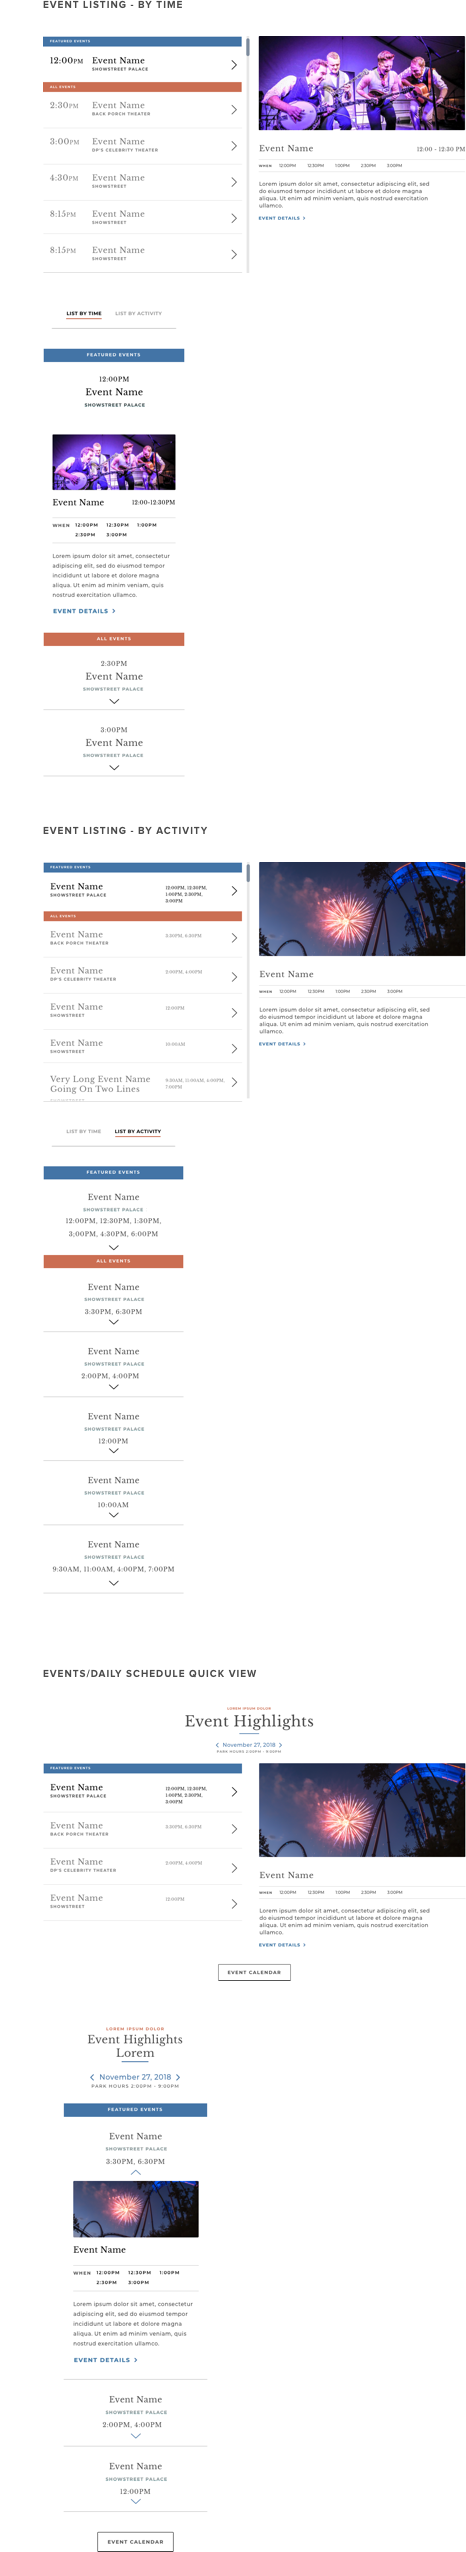 EVENT LISTING - BY TIME
FEATURED EVENTS
12:00PM Event Name
SHOWSTREET PALACE
ALL EVENTS
2:30PM Event Name
BACK PORCH THEATER
3:00PM Event Name
DP'S CELEBRITY THEATER
4:30PM Event Name
SHOWSTREET
8:15PM Event Name
SHOWSTREET
8:15PM Event Name
SHOWSTREET
Event Name 12:00 - 12:30 PM
WHEN 12:00PM 12:30PM 1:00PM 2:30PM 3:00PM
Lorem ipsum dolor sit amet, consectetur adipiscing elit, sed
do eiusmod tempor incididunt ut labore et dolore magna
aliqua. Ut enim ad minim veniam, quis nostrud exercitation
ullamco.
EVENT DETAILS >
LIST BY TIME LIST BY ACTIVITY
FEATURED EVENTS
12:00PM
Event Name
SHOWSTREET PALACE
Event Name 12:00-12:30PM
WHEN 12:00PM 12:30PM 1:00PM
2:30PM 3:00PM
Lorem ipsum dolor sit amet, consectetur
adipiscing elit, sed do eiusmod tempor
incididunt ut labore et dolore magna
aliqua. Ut enim ad minim veniam, quis
nostrud exercitation ullamco.
EVENT DETAILS >
ALL EVENTS
2:30PM
Event Name
SHOWSTREET PALACE
3:00PM
Event Name
SHOWSTREET PALACE
EVENT LISTING - BY ACTIVITY
FEATURED EVENTS
Event Name
SHOWSTREET PALACE
12:00PM, 12:30PM,
1:00PM, 2:30PM,
3:00PM
ALL EVENTS
Event Name 3:30PM, 6:30PM
BACK PORCH THEATER
Event Name 2:00PM, 4:00PM
DP'S CELEBRITY THEATER
Event Name 12:00PM
SHOWSTREET
Event Name 10:00AM
SHOWSTREET
Very Long Event Name
Going On Two Lines
9:30AM, 11:00AM, 4:00PM,
7:00PM
Event Name
WHEN 12:00PM 12:30PM 1:00PM 2:30PM 3:00PM
Lorem ipsum dolor sit amet, consectetur adipiscing elit, sed
do eiusmod tempor incididunt ut labore et dolore magna
aliqua. Ut enim ad minim veniam, quis nostrud exercitation
ullamco.
EVENT DETAILS >
LIST BY TIME LIST BY ACTIVITY
FEATURED EVENTS
Event Name
SHOWSTREET PALACE
12:00PM, 12:30PM, 1:30PM,
3;00PM, 4:30PM, 6:00PM
ALL EVENTS
Event Name
SHOWSTREET PALACE
3:30PM, 6:30PM
Event Name
SHOWSTREET PALACE
2:00PM, 4:00PM
Event Name
SHOWSTREET PALACE
12:00PM
Event Name
SHOWSTREET PALACE
10:00AM
Event Name
SHOWSTREET PALACE
9:30AM, 11:00AM, 4:00PM, 7:00PM
EVENTS/DAILY SCHEDULE QUICK VIEW
LOREM IPSUM DOLOR
Event Highlights
< November 27, 2018 >
PARK HOURS 2:00PM - 9:00PM
FEATURED EVENTS
Event Name
SHOWSTREET PALACE
12:00PM, 12:30PM,
1:00PM, 2:30PM,
3:00PM
Event Name 3:30PM, 6:30PM
BACK PORCH THEATER
Event Name 2:00PM, 4:00PM
DP'S CELEBRITY THEATER
Event Name 12:00PM
SHOWSTREET
Event Name
WHEN 12:00PM 12:30PM 1:00PM 2:30PM 3:00PM
Lorem ipsum dolor sit amet, consectetur adipiscing elit, sed
do eiusmod tempor incididunt ut labore et dolore magna
aliqua. Ut enim ad minim veniam, quis nostrud exercitation
ullamco.
EVENT DETAILS >
EVENT CALENDAR
LOREM IPSUM DOLOR
Event Highlights
Lorem
< November 27, 2018 >
PARK HOURS 2:00PM - 9:00PM
FEATURED EVENTS
Event Name
SHOWSTREET PALACE
3:30PM, 6:30PM
Event Name
WHEN 12:00PM 12:30PM 1:00PM
2:30PM 3:00PM
Lorem ipsum dolor sit amet, consectetur
adipiscing elit, sed do eiusmod tempor
incididunt ut labore et dolore magna
aliqua. Ut enim ad minim veniam, quis
nostrud exercitation ullamco.
EVENT DETAILS >
Event Name
SHOWSTREET PALACE
2:00PM, 4:00PM
Event Name
SHOWSTREET PALACE
12:00PM
EVENT CALENDAR